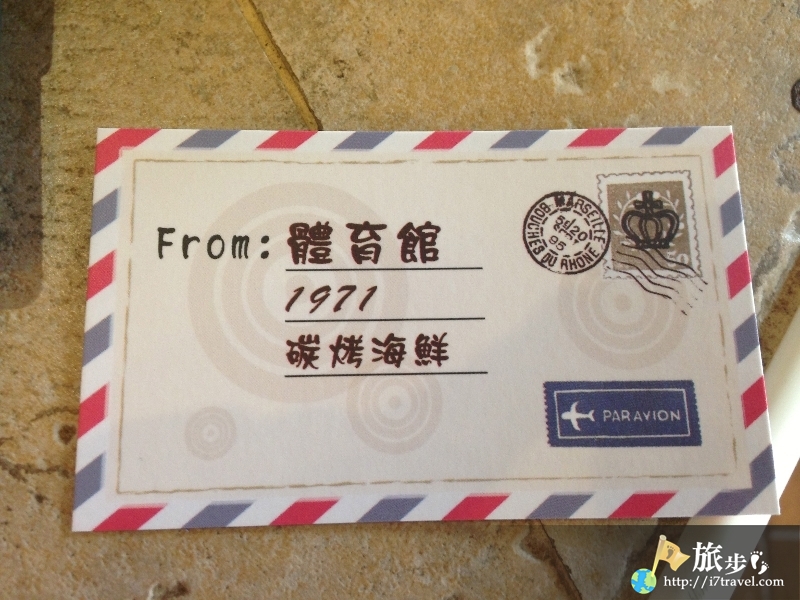 From: 體育館
1971
碳烤海鮮
MARSEILLE
BOUCHES DU RHONE
PAR AVION
旅步
http://i7travel.com/